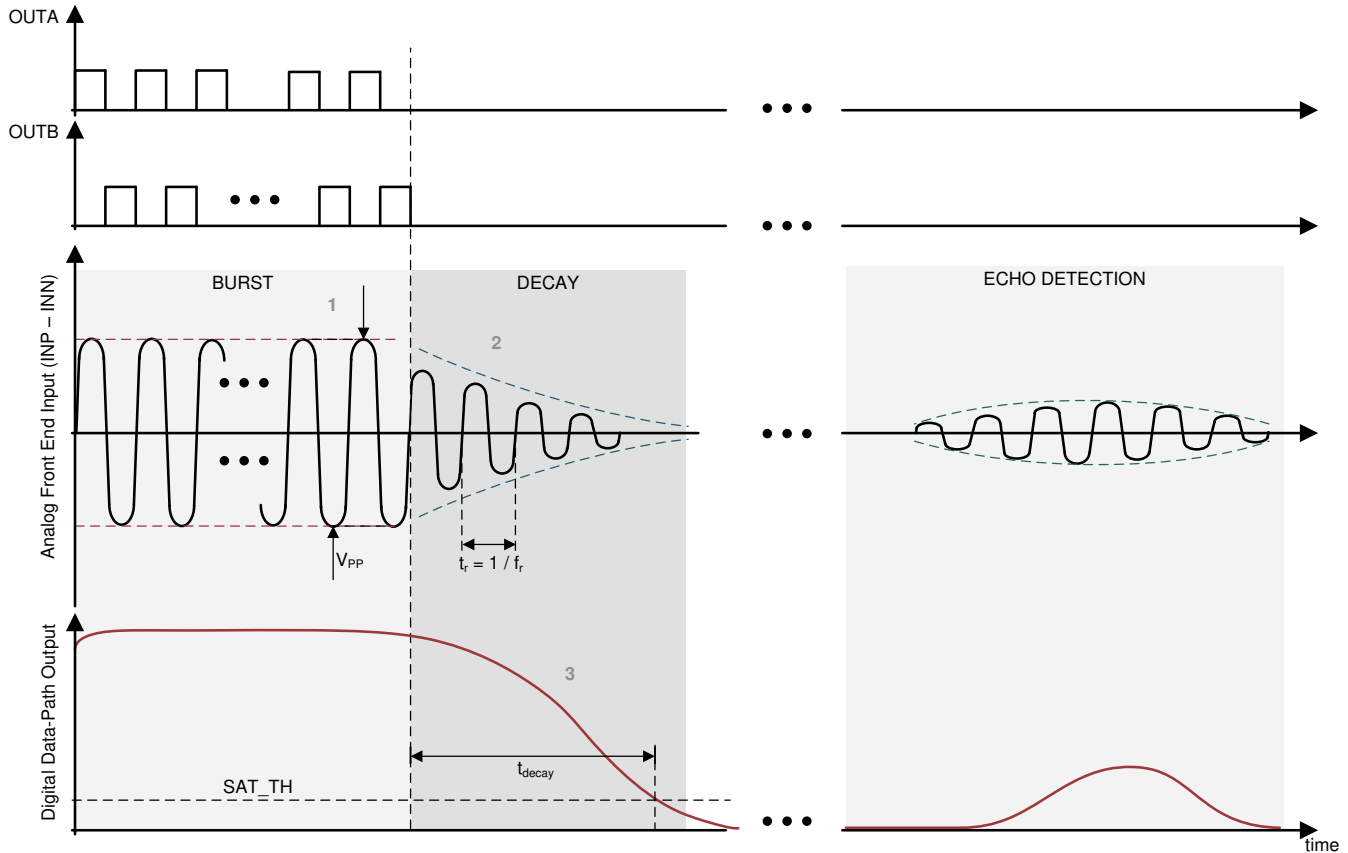 OUTA
OUTB
Analog Front End Input (INP – INN)
BURST
DECAY
ECHO DETECTION
1
2
VPP
tr = 1 / fr
Digital Data-Path Output
3
tdecay
SAT_TH
time